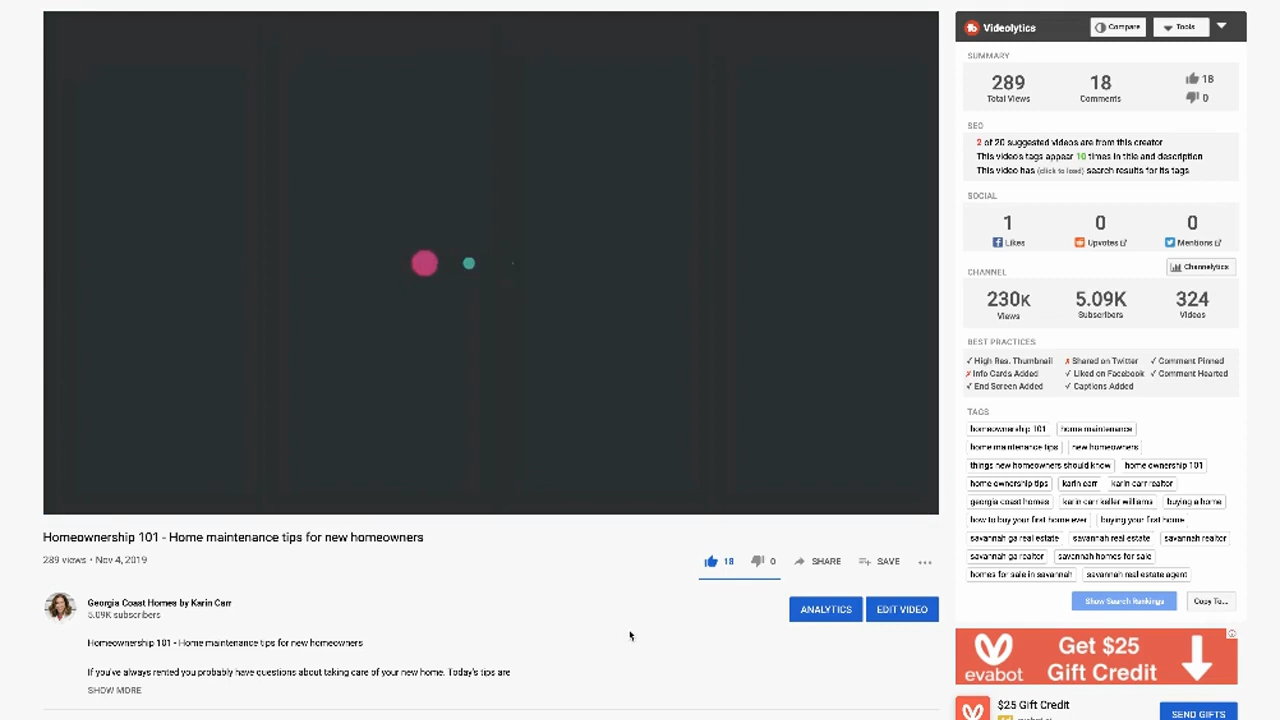 Videolytics
Compare
Tools
SUMMARY
289
Total Views
18
Comments
18
0
SEO
2 of 20 suggested videos are from this creator
This video's tags appear 10 times in title and description
This video has (click to load) search results for its tags
SOCIAL
1
Likes
0
Upvotes
0
Mentions
CHANNEL
Channelytics
230K
Views
5.09K
Subscribers
324
Videos
BEST PRACTICES
✓ High Res. Thumbnail ✗ Shared on Twitter ✓ Comment Pinned
✗ Info Cards Added ✓ Liked on Facebook ✓ Comment Hearted
✓ End Screen Added ✓ Captions Added
TAGS
homeownership 101 home maintenance
home maintenance tips new homeowners
things new homeowners should know home ownership 101
home ownership tips karin carr karin carr realtor
georgia coast homes karin carr keller williams buying a home
how to buy your first home ever buying your first home
savannah ga real estate savannah real estate savannah realtor
savannah ga realtor savannah homes for sale
homes for sale in savannah savannah real estate agent
Show Search Rankings Copy To...
Homeownership 101 - Home maintenance tips for new homeowners
289 views • Nov 4, 2019
18 0 SHARE SAVE
Georgia Coast Homes by Karin Carr
5.09K subscribers
ANALYTICS EDIT VIDEO
Homeownership 101 - Home maintenance tips for new homeowners
If you've always rented you probably have questions about taking care of your new home. Today's tips are
SHOW MORE
evabot
Get $25
Gift Credit
$25 Gift Credit
Ad evabot.ai
SEND GIFTS